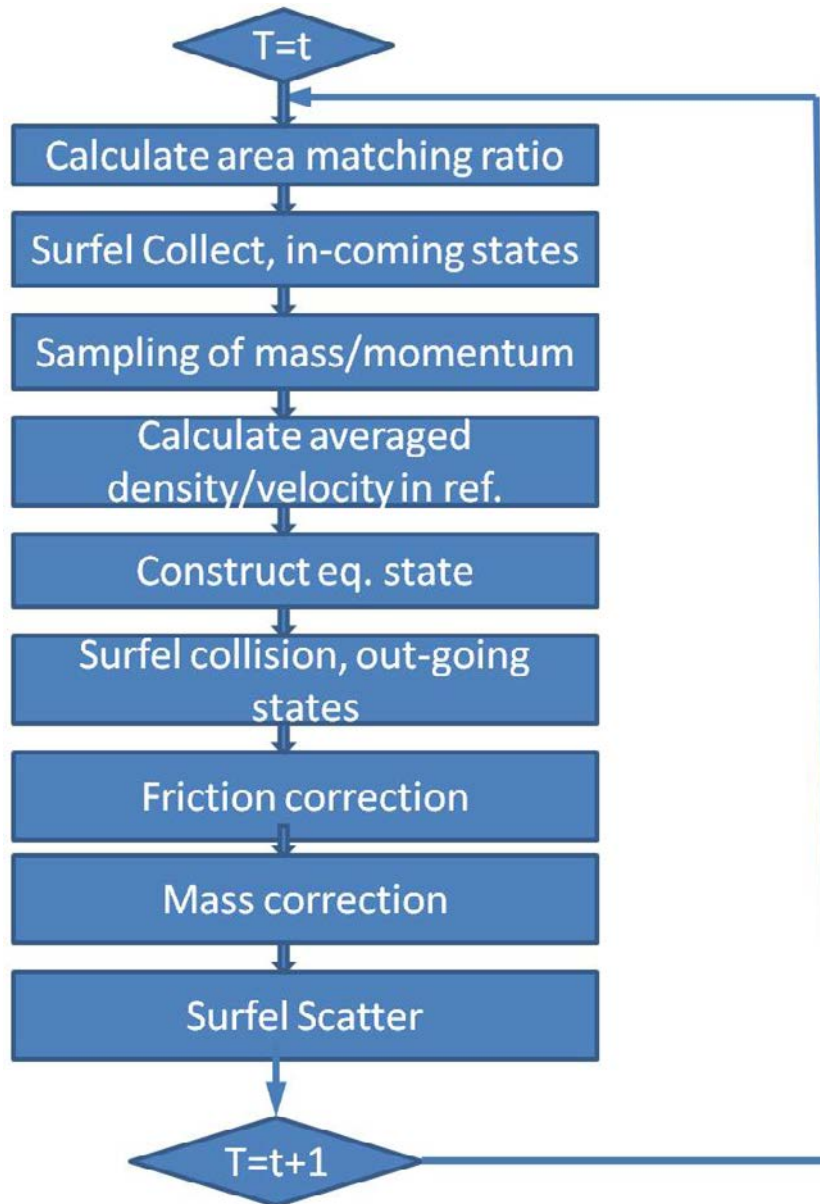 T=t
Calculate area matching ratio
Surfel Collect, in-coming states
Sampling of mass/momentum
Calculate averaged
density/velocity in ref.
Construct eq. state
Surfel collision, out-going
states
Friction correction
Mass correction
Surfel Scatter
T=t+1